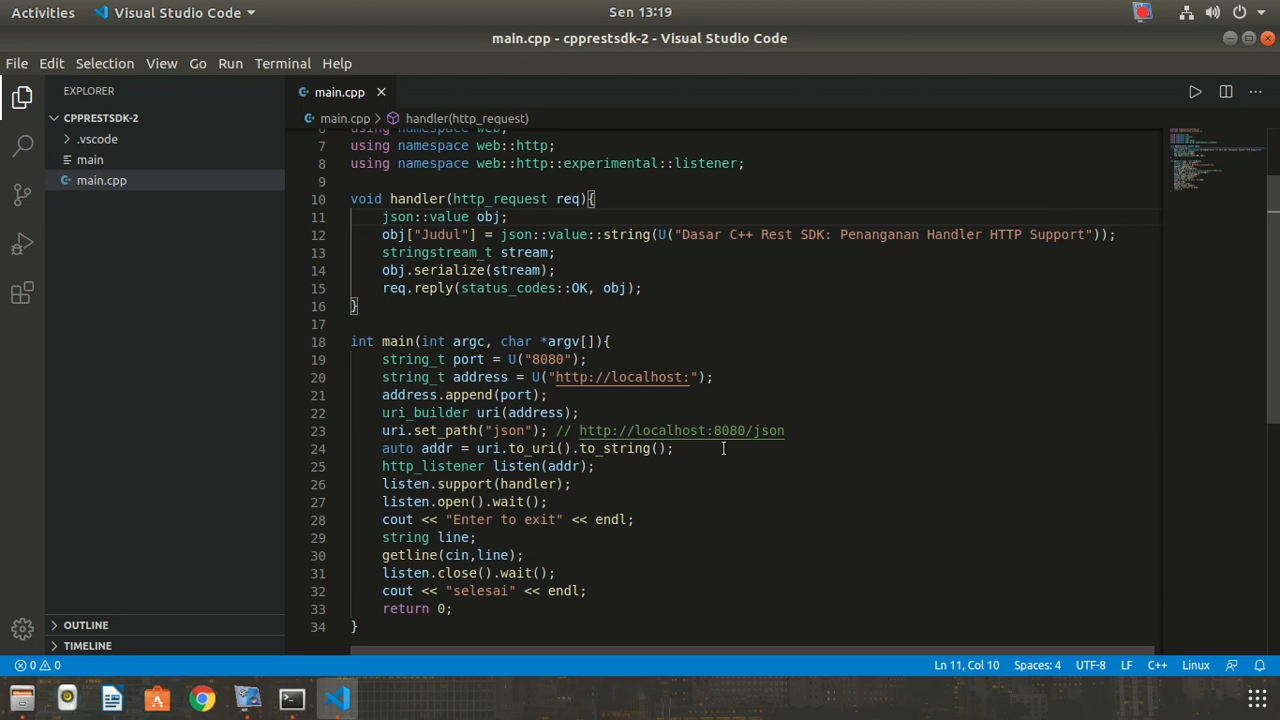 Activities Visual Studio Code Sen 13:19
main.cpp - cpprestsdk-2 - Visual Studio Code
File Edit Selection View Go Run Terminal Help
EXPLORER
CPPRESTSDK-2
.vscode
main
main.cpp
OUTLINE
TIMELINE
main.cpp
main.cpp > handler(http_request)
6 using namespace web;
7 using namespace web::http;
8 using namespace web::http::experimental::listener;
9
10 void handler(http_request req){
11 json::value obj;
12 obj["Judul"] = json::value::string(U("Dasar C++ Rest SDK: Penanganan Handler HTTP Support"));
13 stringstream_t stream;
14 obj.serialize(stream);
15 req.reply(status_codes::OK, obj);
16 }
17
18 int main(int argc, char *argv[]){
19 string_t port = U("8080");
20 string_t address = U("http://localhost:");
21 address.append(port);
22 uri_builder uri(address);
23 uri.set_path("json"); // http://localhost:8080/json
24 auto addr = uri.to_uri().to_string();
25 http_listener listen(addr);
26 listen.support(handler);
27 listen.open().wait();
28 cout << "Enter to exit" << endl;
29 string line;
30 getline(cin,line);
31 listen.close().wait();
32 cout << "selesai" << endl;
33 return 0;
34 }
0 0 Ln 11, Col 10 Spaces: 4 UTF-8 LF C++ Linux